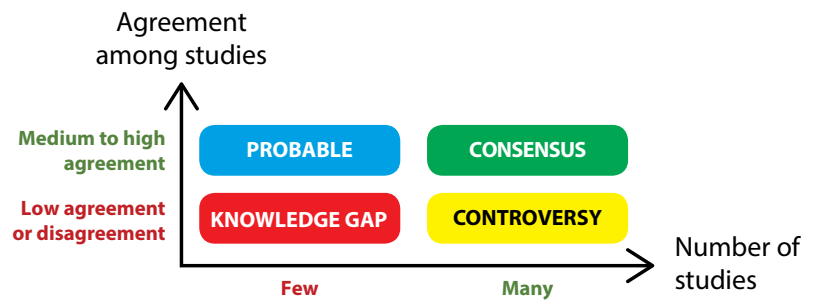 Agreement
among studies
Medium to high
agreement
PROBABLE
CONSENSUS
Low agreement
or disagreement
KNOWLEDGE GAP
CONTROVERSY
Number of
studies
Few
Many